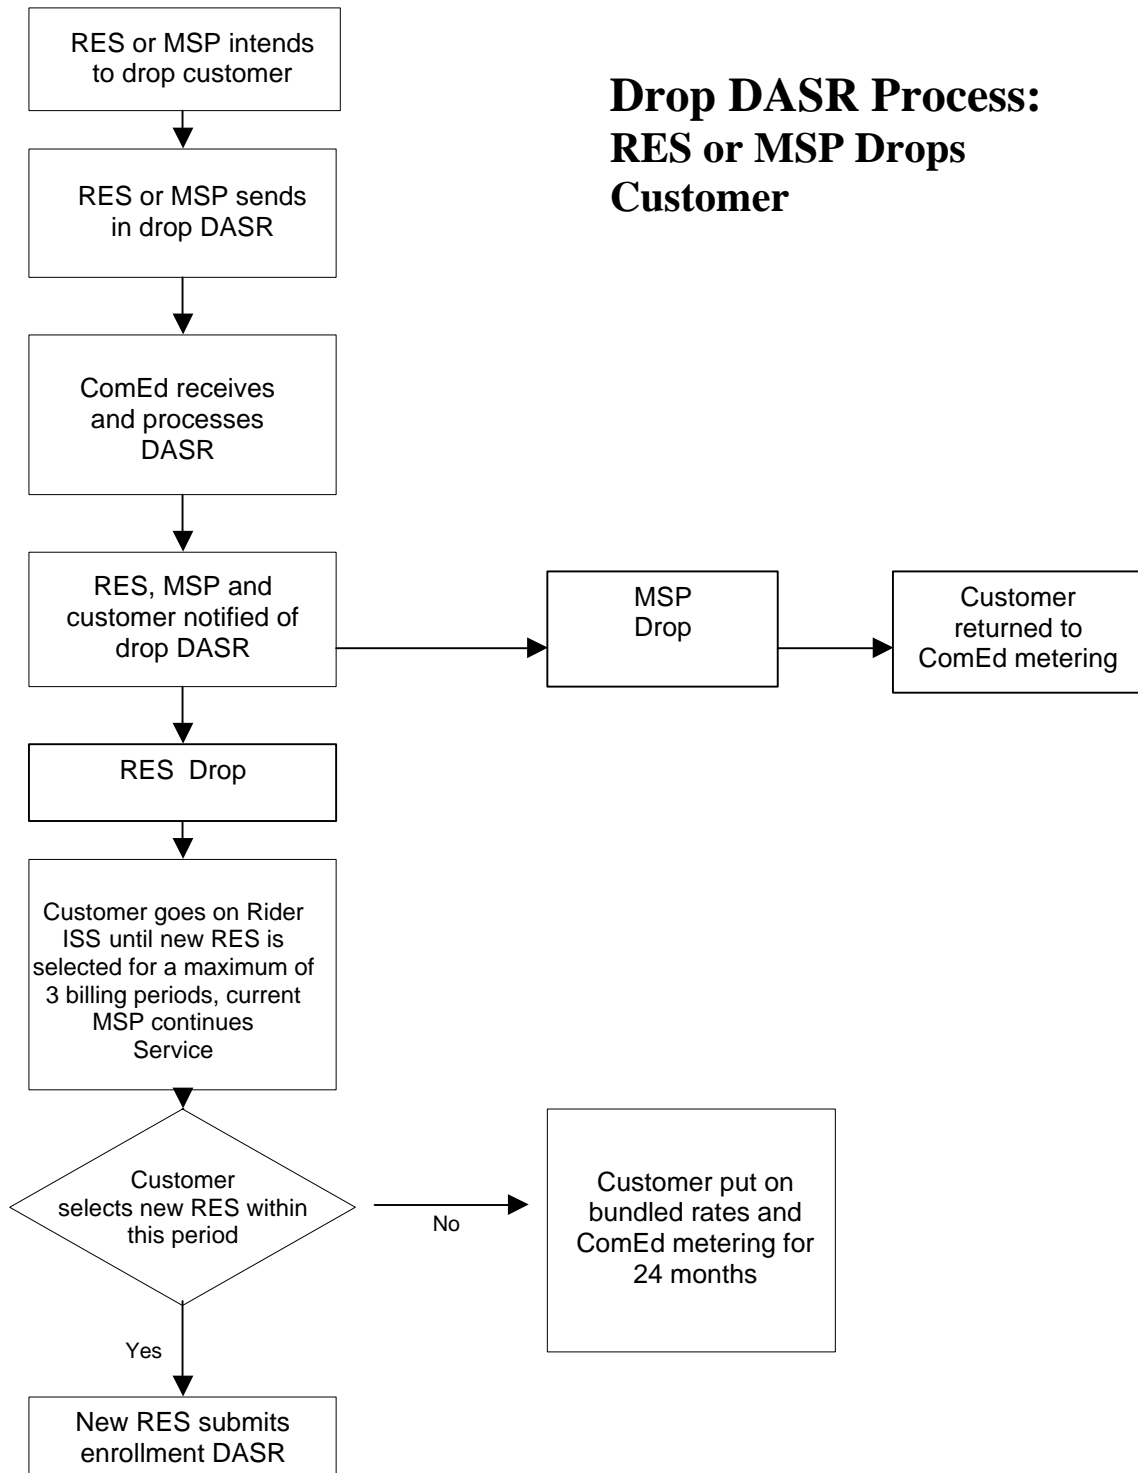 RES or MSP intends
to drop customer
Drop DASR Process:
RES or MSP Drops
Customer
RES or MSP sends
in drop DASR
ComEd receives
and processes
DASR
RES, MSP and
customer notified of
drop DASR
MSP
Drop
Customer
returned to
ComEd metering
RES Drop
Customer goes on Rider
ISS until new RES is
selected for a maximum of
3 billing periods, current
MSP continues
Service
Customer
selects new RES within
this period
No
Customer put on
bundled rates and
ComEd metering for
24 months
Yes
New RES submits
enrollment DASR